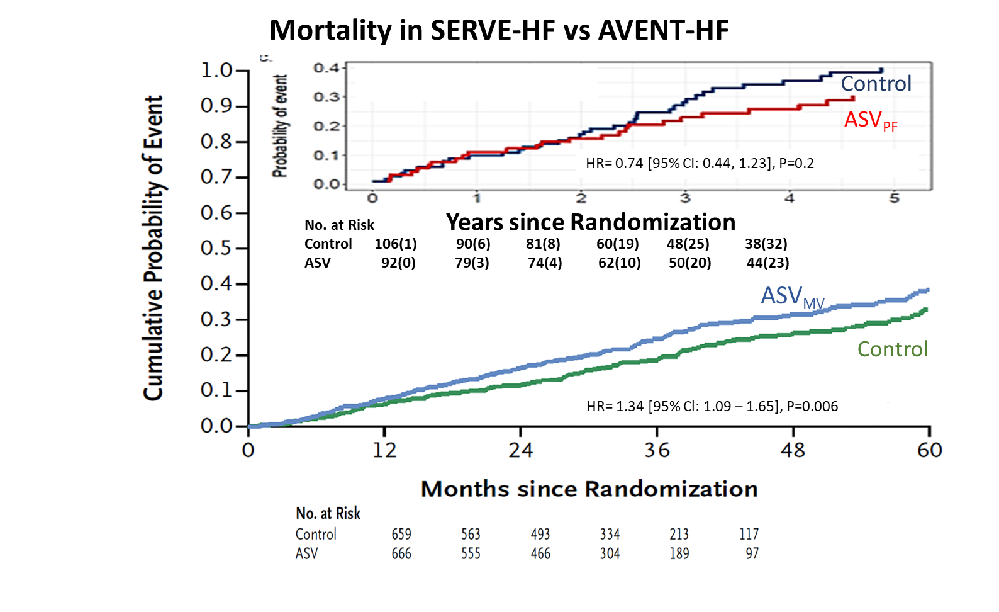 Mortality in SERVE-HF vs AVENT-HF
Cumulative Probability of Event
1.0
0.9
0.8
0.7
0.6
0.5
0.4
0.3
0.2
0.1
0.0
Probability of event
0.4
0.3
0.2
0.1
0.0
Control
ASVPF
HR= 0.74 [95% CI: 0.44, 1.23], P=0.2
0 1 2 3 4 5
Years since Randomization
No. at Risk
Control 106(1) 90(6) 81(8) 60(19) 48(25) 38(32)
ASV 92(0) 79(3) 74(4) 62(10) 50(20) 44(23)
ASVMV
Control
HR= 1.34 [95% CI: 1.09 – 1.65], P=0.006
0 12 24 36 48 60
Months since Randomization
No. at Risk
Control 659 563 493 334 213 117
ASV 666 555 466 304 189 97